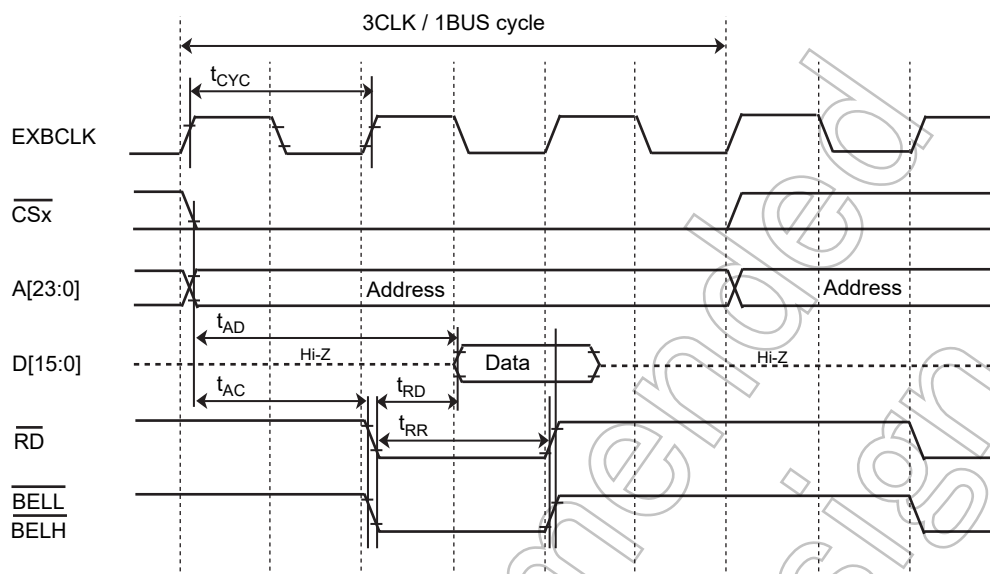 3CLK / 1BUS cycle
tCYC
EXBCLK
CSx
A[23:0] Address Address
tAD
D[15:0] Hi-Z Data Hi-Z
tAC tRD
tRR
RD
BELL
BELH